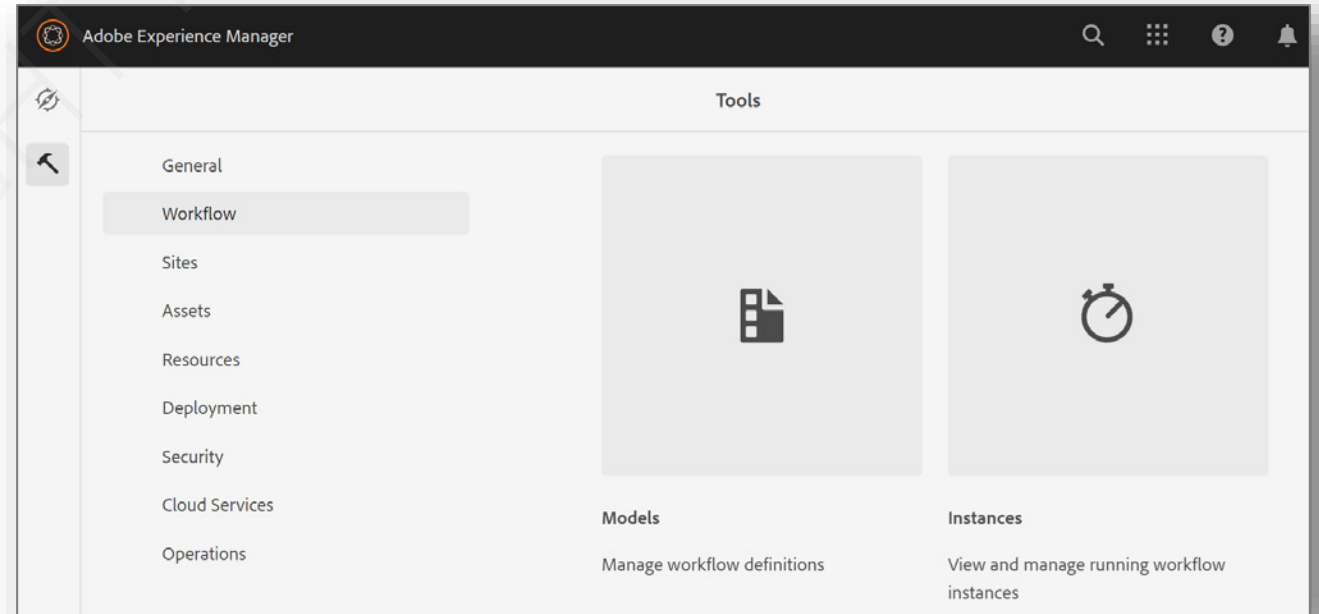 Adobe Experience Manager
Tools
General
Workflow
Sites
Assets
Resources
Deployment
Security
Cloud Services
Operations
Models
Manage workflow definitions
Instances
View and manage running workflow
instances